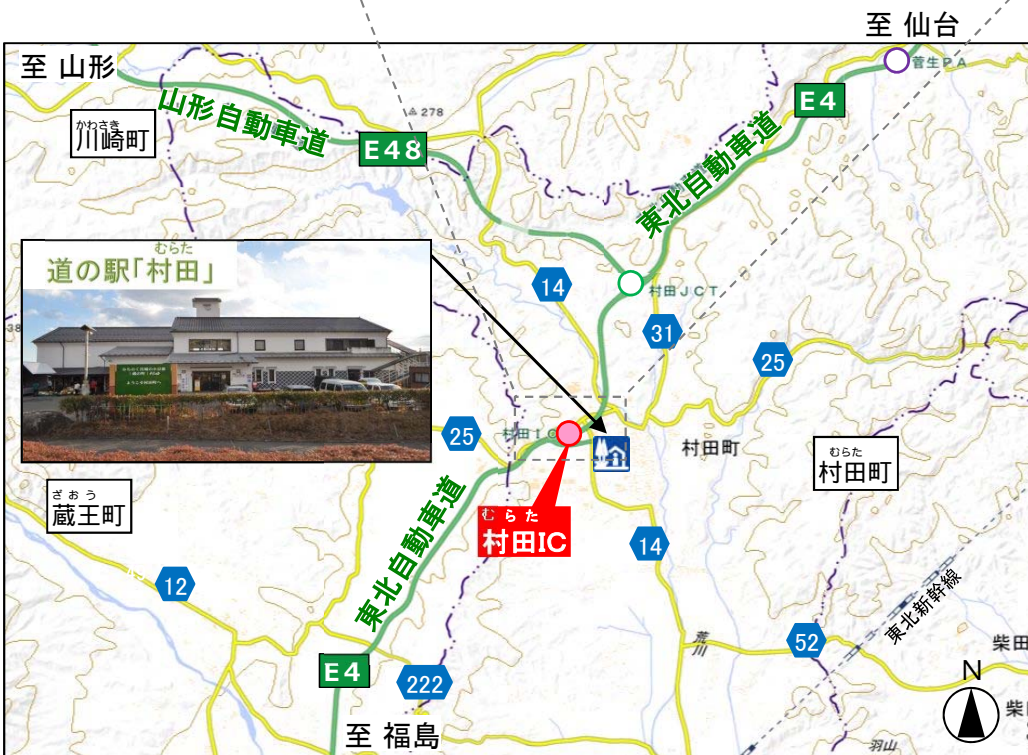 至 仙台
至 山形
菅生PA
かわさき
川崎町
山形自動車道
278
E48
E4
東北自動車道
むらた
道の駅「村田」
14
村田JCT
31
25
38
25
村田IC
村田町
むらた
村田町
ざおう
蔵王町
むらた
村田IC
14
東北自動車道
12
東北新幹線
荒川
52
柴田
E4
222
N
至 福島
柴田
羽山